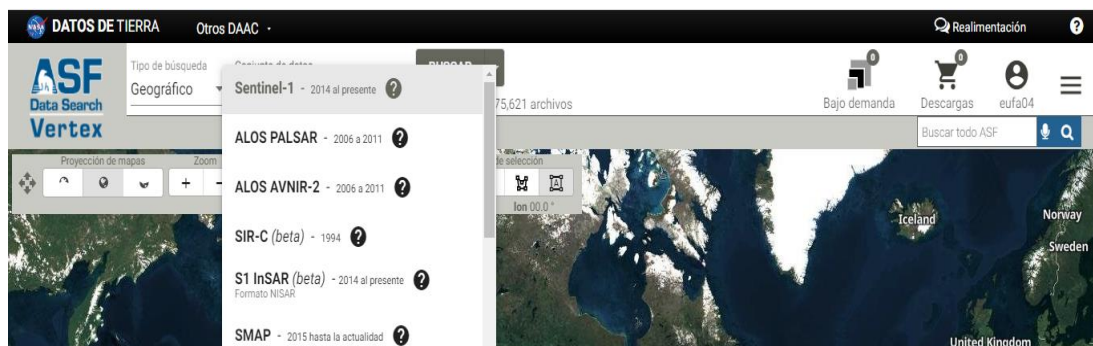 DATOS DE TIERRA
Otros DAAC
Realimentación
?
ASF
Data Search
Vertex
Tipo de búsqueda
Geográfico
Sentinel-1 - 2014 al presente ?
ALOS PALSAR - 2006 a 2011 ?
ALOS AVNIR-2 - 2006 a 2011 ?
SIR-C (beta) - 1994 ?
S1 InSAR (beta) - 2014 al presente ?
Formato NISAR
SMAP - 2015 hasta la actualidad ?
75,621 archivos
0
Bajo demanda
0
Descargas
eufa04
Buscar todo ASF
Proyección de mapas
Zoom
+ −
de selección
lon 00.0 °
Iceland
Norway
Sweden
United Kingdom